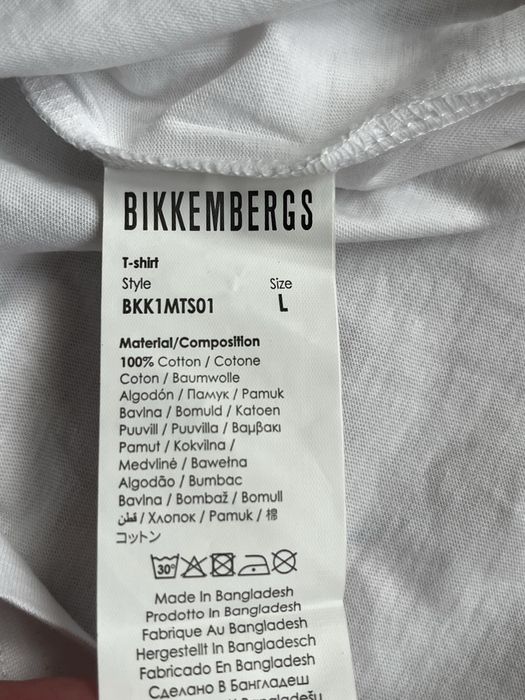 BIKKEMBERGS
T-shirt
Style Size
BKK1MTS01 L
Material/Composition
100% Cotton / Cotone
Coton / Baumwolle
Algodón / Памук / Pamuk
Bavlna / Bomuld / Katoen
Puuvill / Puuvilla / Βαμβακι
Pamut / Kokvilna /
Medvilnė / Bawełna
Algodão / Bumbac
Bavlna / Bombaž / Bomull
قطن / Хлопок / Pamuk / 棉
コットン
30°
Made In Bangladesh
Prodotto In Bangladesh
Fabrique Au Bangladesh
Hergestellt In Bangladesch
Fabricado En Bangladesh
Сделано В Бангладеш